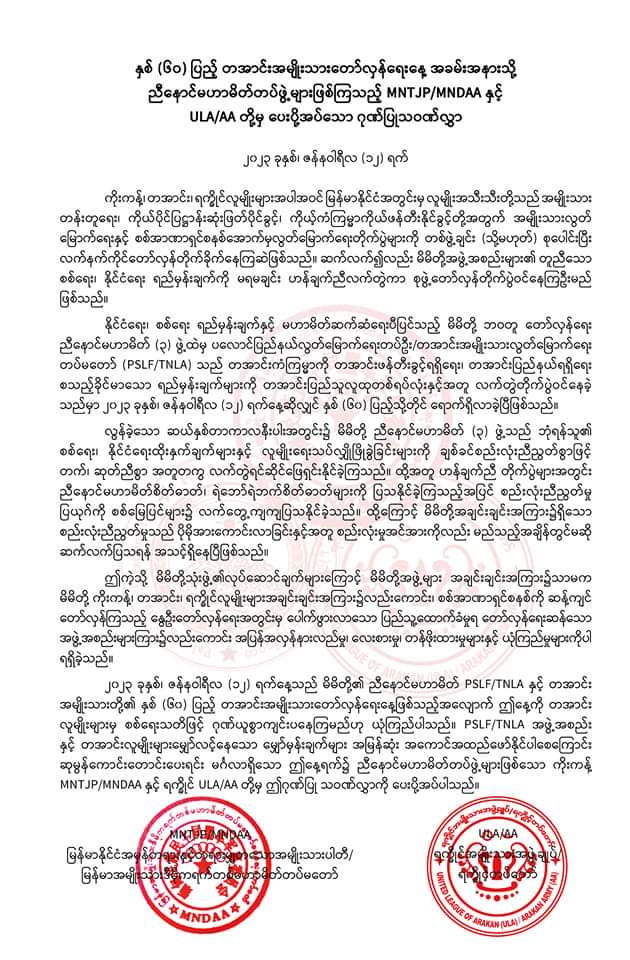 နှစ် (၆၀) ပြည့် တအာင်းအမျိုးသားတော်လှန်ရေးနေ့ အခမ်းအနားသို့
ညီနောင်မဟာမိတ်တပ်ဖွဲ့များဖြစ်ကြသည့် MNTJP/MNDAA နှင့်
ULA/AA တို့မှ ပေးပို့အပ်သော ဂုဏ်ပြုသဝဏ်လွှာ
၂၀၂၃ ခုနှစ်၊ ဇန်နဝါရီလ (၁၂) ရက်
ကိုးကန့်၊ တအာင်း၊ ရက္ခိုင်လူမျိုးများအပါအဝင် မြန်မာနိုင်ငံအတွင်းမှ လူမျိုးအသီးသီးတို့သည် အမျိုးသား
တန်းတူရေး၊ ကိုယ်ပိုင်ပြဋ္ဌာန်းဆုံးဖြတ်ပိုင်ခွင့်၊ ကိုယ့်ကြမ္မာကိုယ်ဖန်တီးနိုင်ခွင့်တို့အတွက် အမျိုးသားလွတ်
မြောက်ရေးနှင့် စစ်အာဏာရှင်စနစ်အောက်မှလွတ်မြောက်ရေးတိုက်ပွဲများကို တစ်ဖွဲ့ချင်း (သို့မဟုတ်) စုပေါင်းပြီး
လက်နက်ကိုင်တော်လှန်တိုက်ခိုက်နေကြဆဲဖြစ်သည်။ ဆက်လက်၍လည်း မိမိတို့အဖွဲ့အစည်းများ၏ တူညီသော
စစ်ရေး၊ နိုင်ငံရေး ရည်မှန်းချက်ကို မရမချင်း ဟန်ချက်ညီလက်တွဲကာ စုဖွဲ့တော်လှန်တိုက်ပွဲဝင်နေကြဦးမည်
ဖြစ်သည်။
နိုင်ငံရေး၊ စစ်ရေး ရည်မှန်းချက်နှင့် မဟာမိတ်ဆက်ဆံရေးပီပြင်သည့် မိမိတို့ ဘဝတူ တော်လှန်ရေး
ညီနောင်မဟာမိတ် (၃) ဖွဲ့ထဲမှ ပလောင်ပြည်နယ်လွတ်မြောက်ရေးတပ်ဦး/တအာင်းအမျိုးသားလွတ်မြောက်ရေး
တပ်မတော် (PSLF/TNLA) သည် တအာင်းကံကြမ္မာကို တအာင်းဖန်တီးခွင့်ရရှိရေး၊ တအာင်းပြည်နယ်ရရှိရေး
စသည့်ခိုင်မာသော ရည်မှန်းချက်များကို တအာင်းပြည်သူလူထုတစ်ရပ်လုံးနှင့်အတူ လက်တွဲတိုက်ပွဲဝင်နေခဲ့
သည်မှာ ၂၀၂၃ ခုနှစ်၊ ဇန်နဝါရီလ (၁၂) ရက်နေ့ဆိုလျှင် နှစ် (၆၀) ပြည့်သို့တိုင် ရောက်ရှိလာခဲ့ပြီဖြစ်သည်။
လွန်ခဲ့သော ဆယ်နှစ်တာကာလနီးပါးအတွင်း၌ မိမိတို့ ညီနောင်မဟာမိတ် (၃) ဖွဲ့သည် ဘုံရန်သူ၏
စစ်ရေး၊ နိုင်ငံရေးထိုးနှက်ချက်များနှင့် လူမျိုးရေးသပ်လျှိုဖြိုခွဲခြင်းများကို ချစ်ခင်စည်းလုံးညီညွတ်စွာဖြင့်
တက်၊ ဆုတ်ညီစွာ အတူတကွ လက်တွဲရင်ဆိုင်ဖြေရှင်းနိုင်ခဲ့ကြသည်။ ထို့အတူ ဟန်ချက်ညီ တိုက်ပွဲများအတွင်း
ညီနောင်မဟာမိတ်စိတ်ဓာတ်၊ ရဲဘော်ရဲဘက်စိတ်ဓာတ်များကို ပြသနိုင်ခဲ့ကြသည့်အပြင် စည်းလုံးညီညွတ်မှု
ပြယုဂ်ကို စစ်မြေပြင်များ၌ လက်တွေ့ကျကျပြသနိုင်ခဲ့သည်။ ထို့ကြောင့် မိမိတို့အချင်းချင်းအကြား၌ရှိသော
စည်းလုံးညီညွတ်မှုသည် ပိုမိုအားကောင်းလာခြင်းနှင့်အတူ စည်းလုံးမှုအင်အားကိုလည်း မည်သည့်အချိန်တွင်မဆို
ဆက်လက်ပြသရန် အသင့်ရှိနေပြီဖြစ်သည်။
ဤကဲ့သို့ မိမိတို့သုံးဖွဲ့၏လုပ်ဆောင်ချက်များကြောင့် မိမိတို့အဖွဲ့များ အချင်းချင်းအကြား၌သာမက
မိမိတို့ ကိုးကန့်၊ တအာင်း၊ ရက္ခိုင်လူမျိုးများအချင်းချင်းအကြား၌လည်းကောင်း၊ စစ်အာဏာရှင်စနစ်ကို ဆန့်ကျင်
တော်လှန်ကြသည့် နွေဦးတော်လှန်ရေးအတွင်းမှ ပေါက်ဖွားလာသော ပြည်သူ့ထောက်ခံမှုရ တော်လှန်ရေးဆန်သော
အဖွဲ့အစည်းများကြား၌လည်းကောင်း အပြန်အလှန်နားလည်မှု၊ လေးစားမှု၊ တန်ဖိုးထားမှုများနှင့် ယုံကြည်မှုများကိုပါ
ရရှိခဲ့သည်။
၂၀၂၃ ခုနှစ်၊ ဇန်နဝါရီလ (၁၂) ရက်နေ့သည် မိမိတို့၏ ညီနောင်မဟာမိတ် PSLF/TNLA နှင့် တအာင်း
အမျိုးသားတို့၏ နှစ် (၆၀) ပြည့် တအာင်းအမျိုးသားတော်လှန်ရေးနေ့ဖြစ်သည့်အလျောက် ဤနေ့ကို တအာင်း
လူမျိုးများမှ စစ်ရေးသတိဖြင့် ဂုဏ်ယူစွာကျင်းပနေကြမည်ဟု ယုံကြည်ပါသည်။ PSLF/TNLA အဖွဲ့အစည်း
နှင့် တအာင်းလူမျိုးများမျှော်လင့်နေသော မျှော်မှန်းချက်များ အမြန်ဆုံး အကောင်အထည်ဖော်နိုင်ပါစေကြောင်း
ဆုမွန်ကောင်းတောင်းပေးရင်း မင်္ဂလာရှိသော ဤနေ့ရက်၌ ညီနောင်မဟာမိတ်တပ်ဖွဲ့များဖြစ်သော ကိုးကန့်
MNTJP/MNDAA နှင့် ရက္ခိုင် ULA/AA တို့မှ ဤဂုဏ်ပြု သဝဏ်လွှာကို ပေးပို့အပ်ပါသည်။
MNTJP/MNDAA
မြန်မာနိုင်ငံအမှန်တရားနှင့်တရားမျှတသောအမျိုးသားပါတီ/
မြန်မာအမျိုးသားဒီမိုကရက်တစ်မဟာမိတ်တပ်မတော်
MNDAA
ULA/AA
ရက္ခိုင်အမျိုးသားအဖွဲ့ချုပ်/
ရက္ခိုင့်တပ်တော်
UNITED LEAGUE OF ARAKAN (ULA) / ARAKAN ARMY (AA)